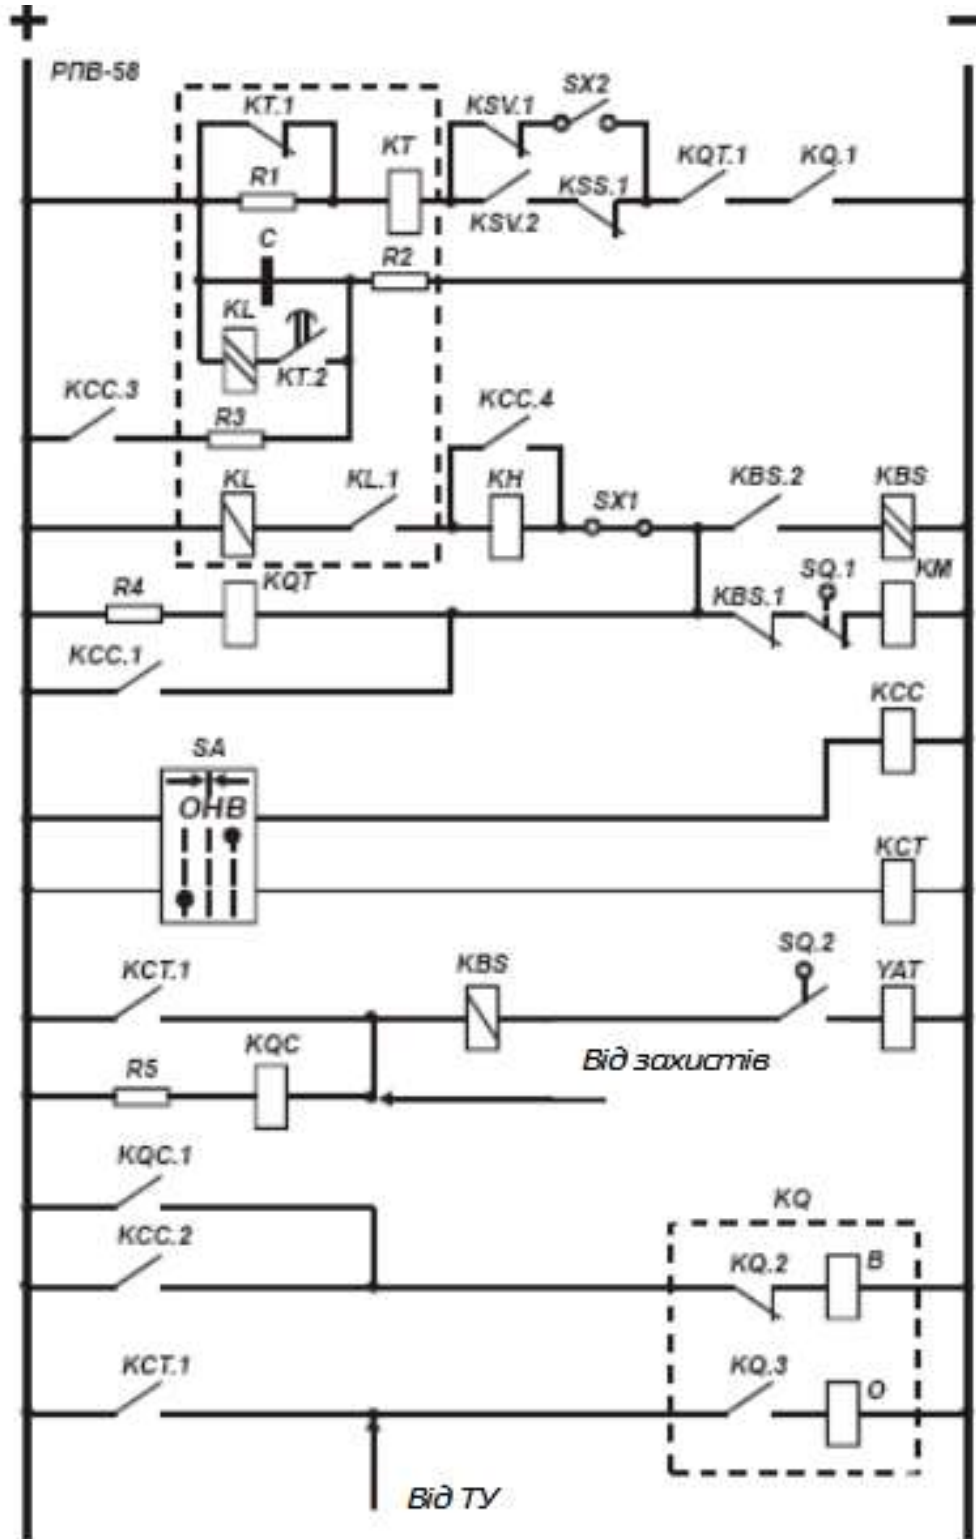 + −
РПВ-58
SX2
KT.1 KSV.1
KT KQT.1 KQ.1
R1 KSS.1
KSV.2
C
R2
KL
KT.2
KCC.3 KCC.4
R3
KL KL.1 KH KBS.2 KBS
SX1
KQT SQ.1 KM
R4 KBS.1
KCC.1
KCC
SA
О Н В
KCT
SQ.2
KCT.1 KBS YAT
KQC
Від захистів
R5
KQC.1
KQ
KCC.2
KQ.2 В
KCT.1 KQ.3 О
Від ТУ